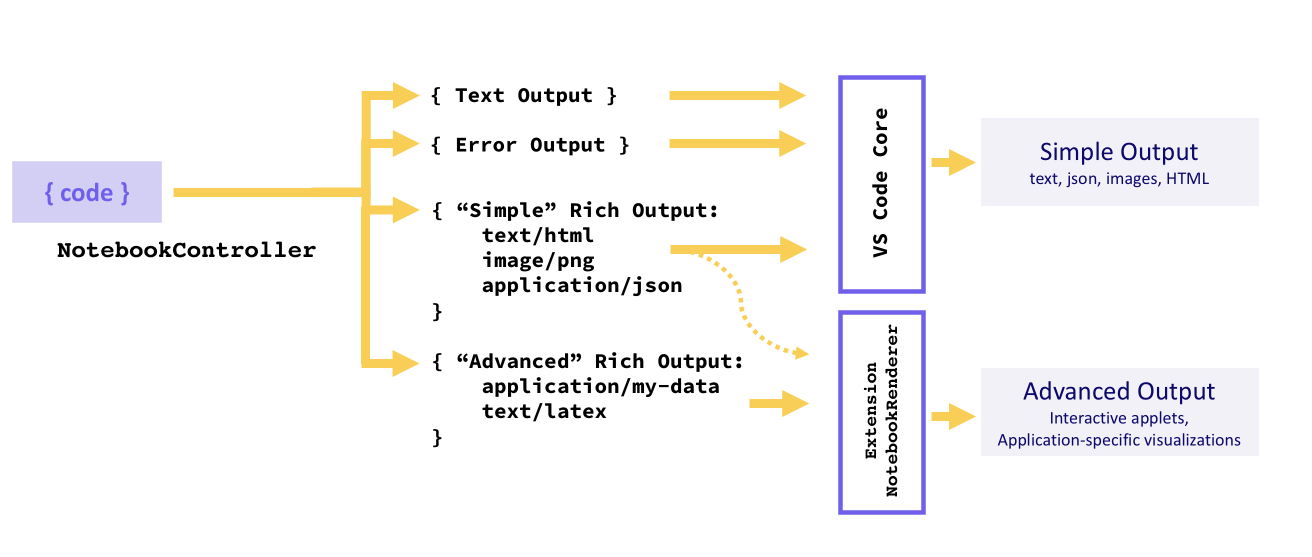 { code }
NotebookController
{ Text Output }
{ Error Output }
{ “Simple” Rich Output:
text/html
image/png
application/json
}
{ “Advanced” Rich Output:
application/my-data
text/latex
}
VS Code Core
Extension
NotebookRenderer
Simple Output
text, json, images, HTML
Advanced Output
Interactive applets,
Application-specific visualizations